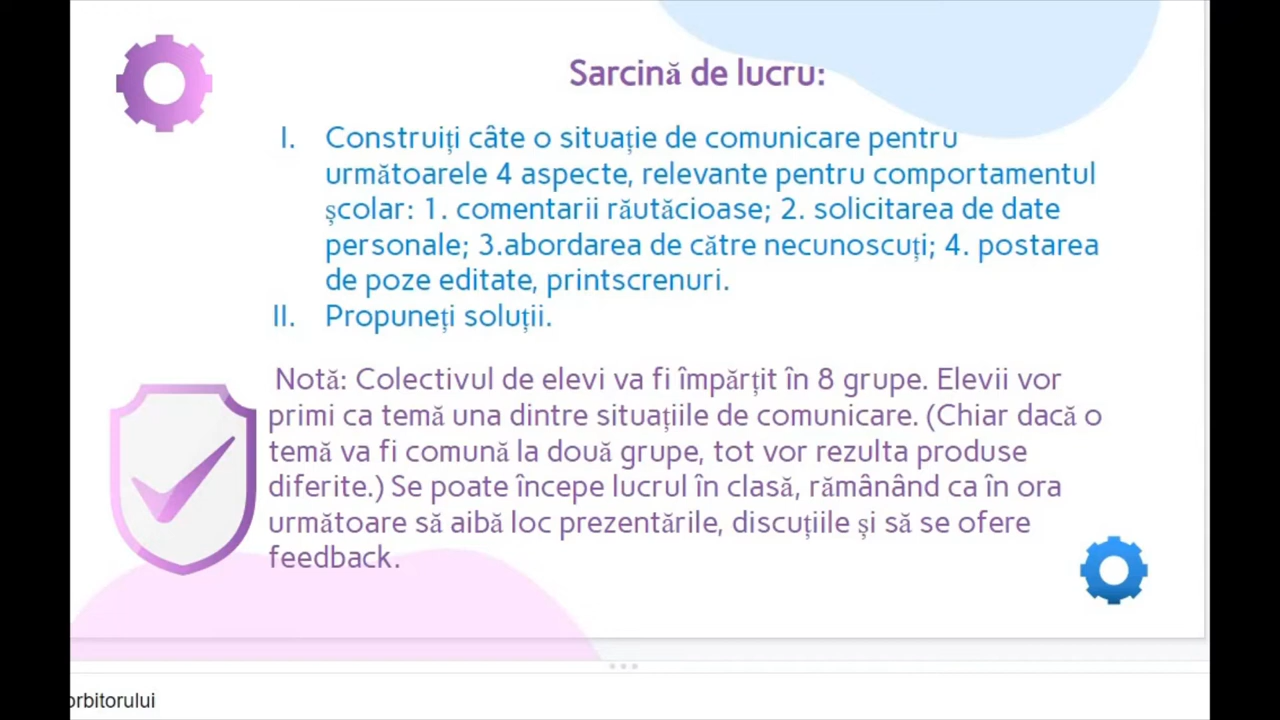 Sarcină de lucru:
I. Construiți câte o situație de comunicare pentru
următoarele 4 aspecte, relevante pentru comportamentul
școlar: 1. comentarii răutăcioase; 2. solicitarea de date
personale; 3.abordarea de către necunoscuți; 4. postarea
de poze editate, printscrenuri.
II. Propuneți soluții.
Notă: Colectivul de elevi va fi împărțit în 8 grupe. Elevii vor
primi ca temă una dintre situațiile de comunicare. (Chiar dacă o
temă va fi comună la două grupe, tot vor rezulta produse
diferite.) Se poate începe lucrul în clasă, rămânând ca în ora
următoare să aibă loc prezentările, discuțiile și să se ofere
feedback.
orbitorului